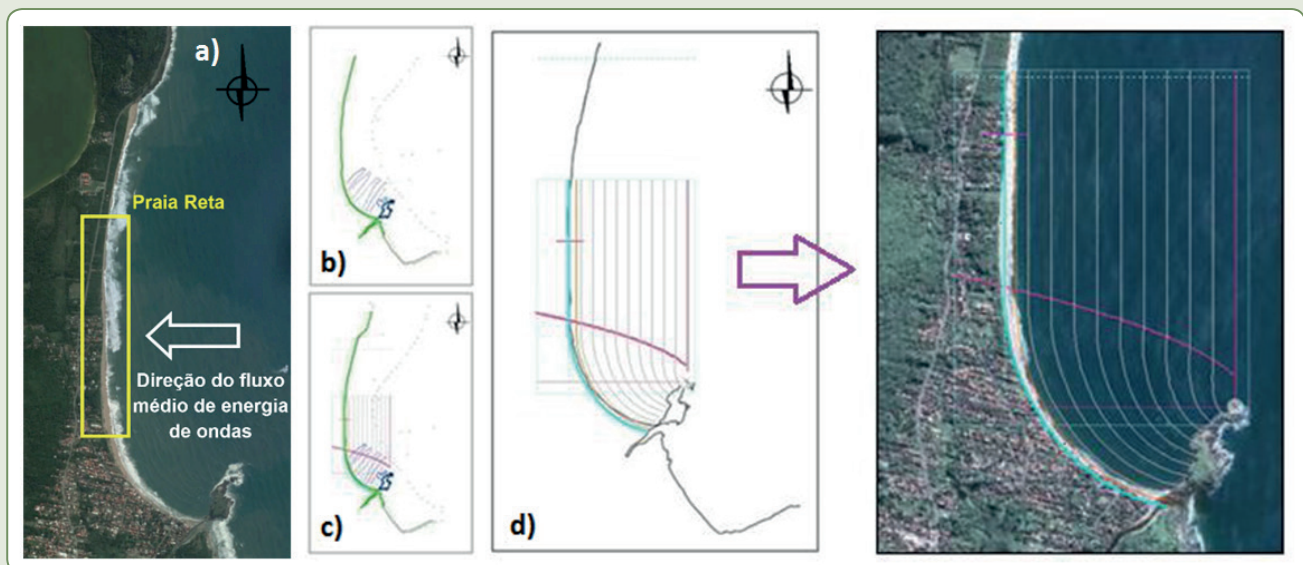 a)
Praia Reta
Direção do fluxo
médio de energia
de ondas
b)
c)
d)